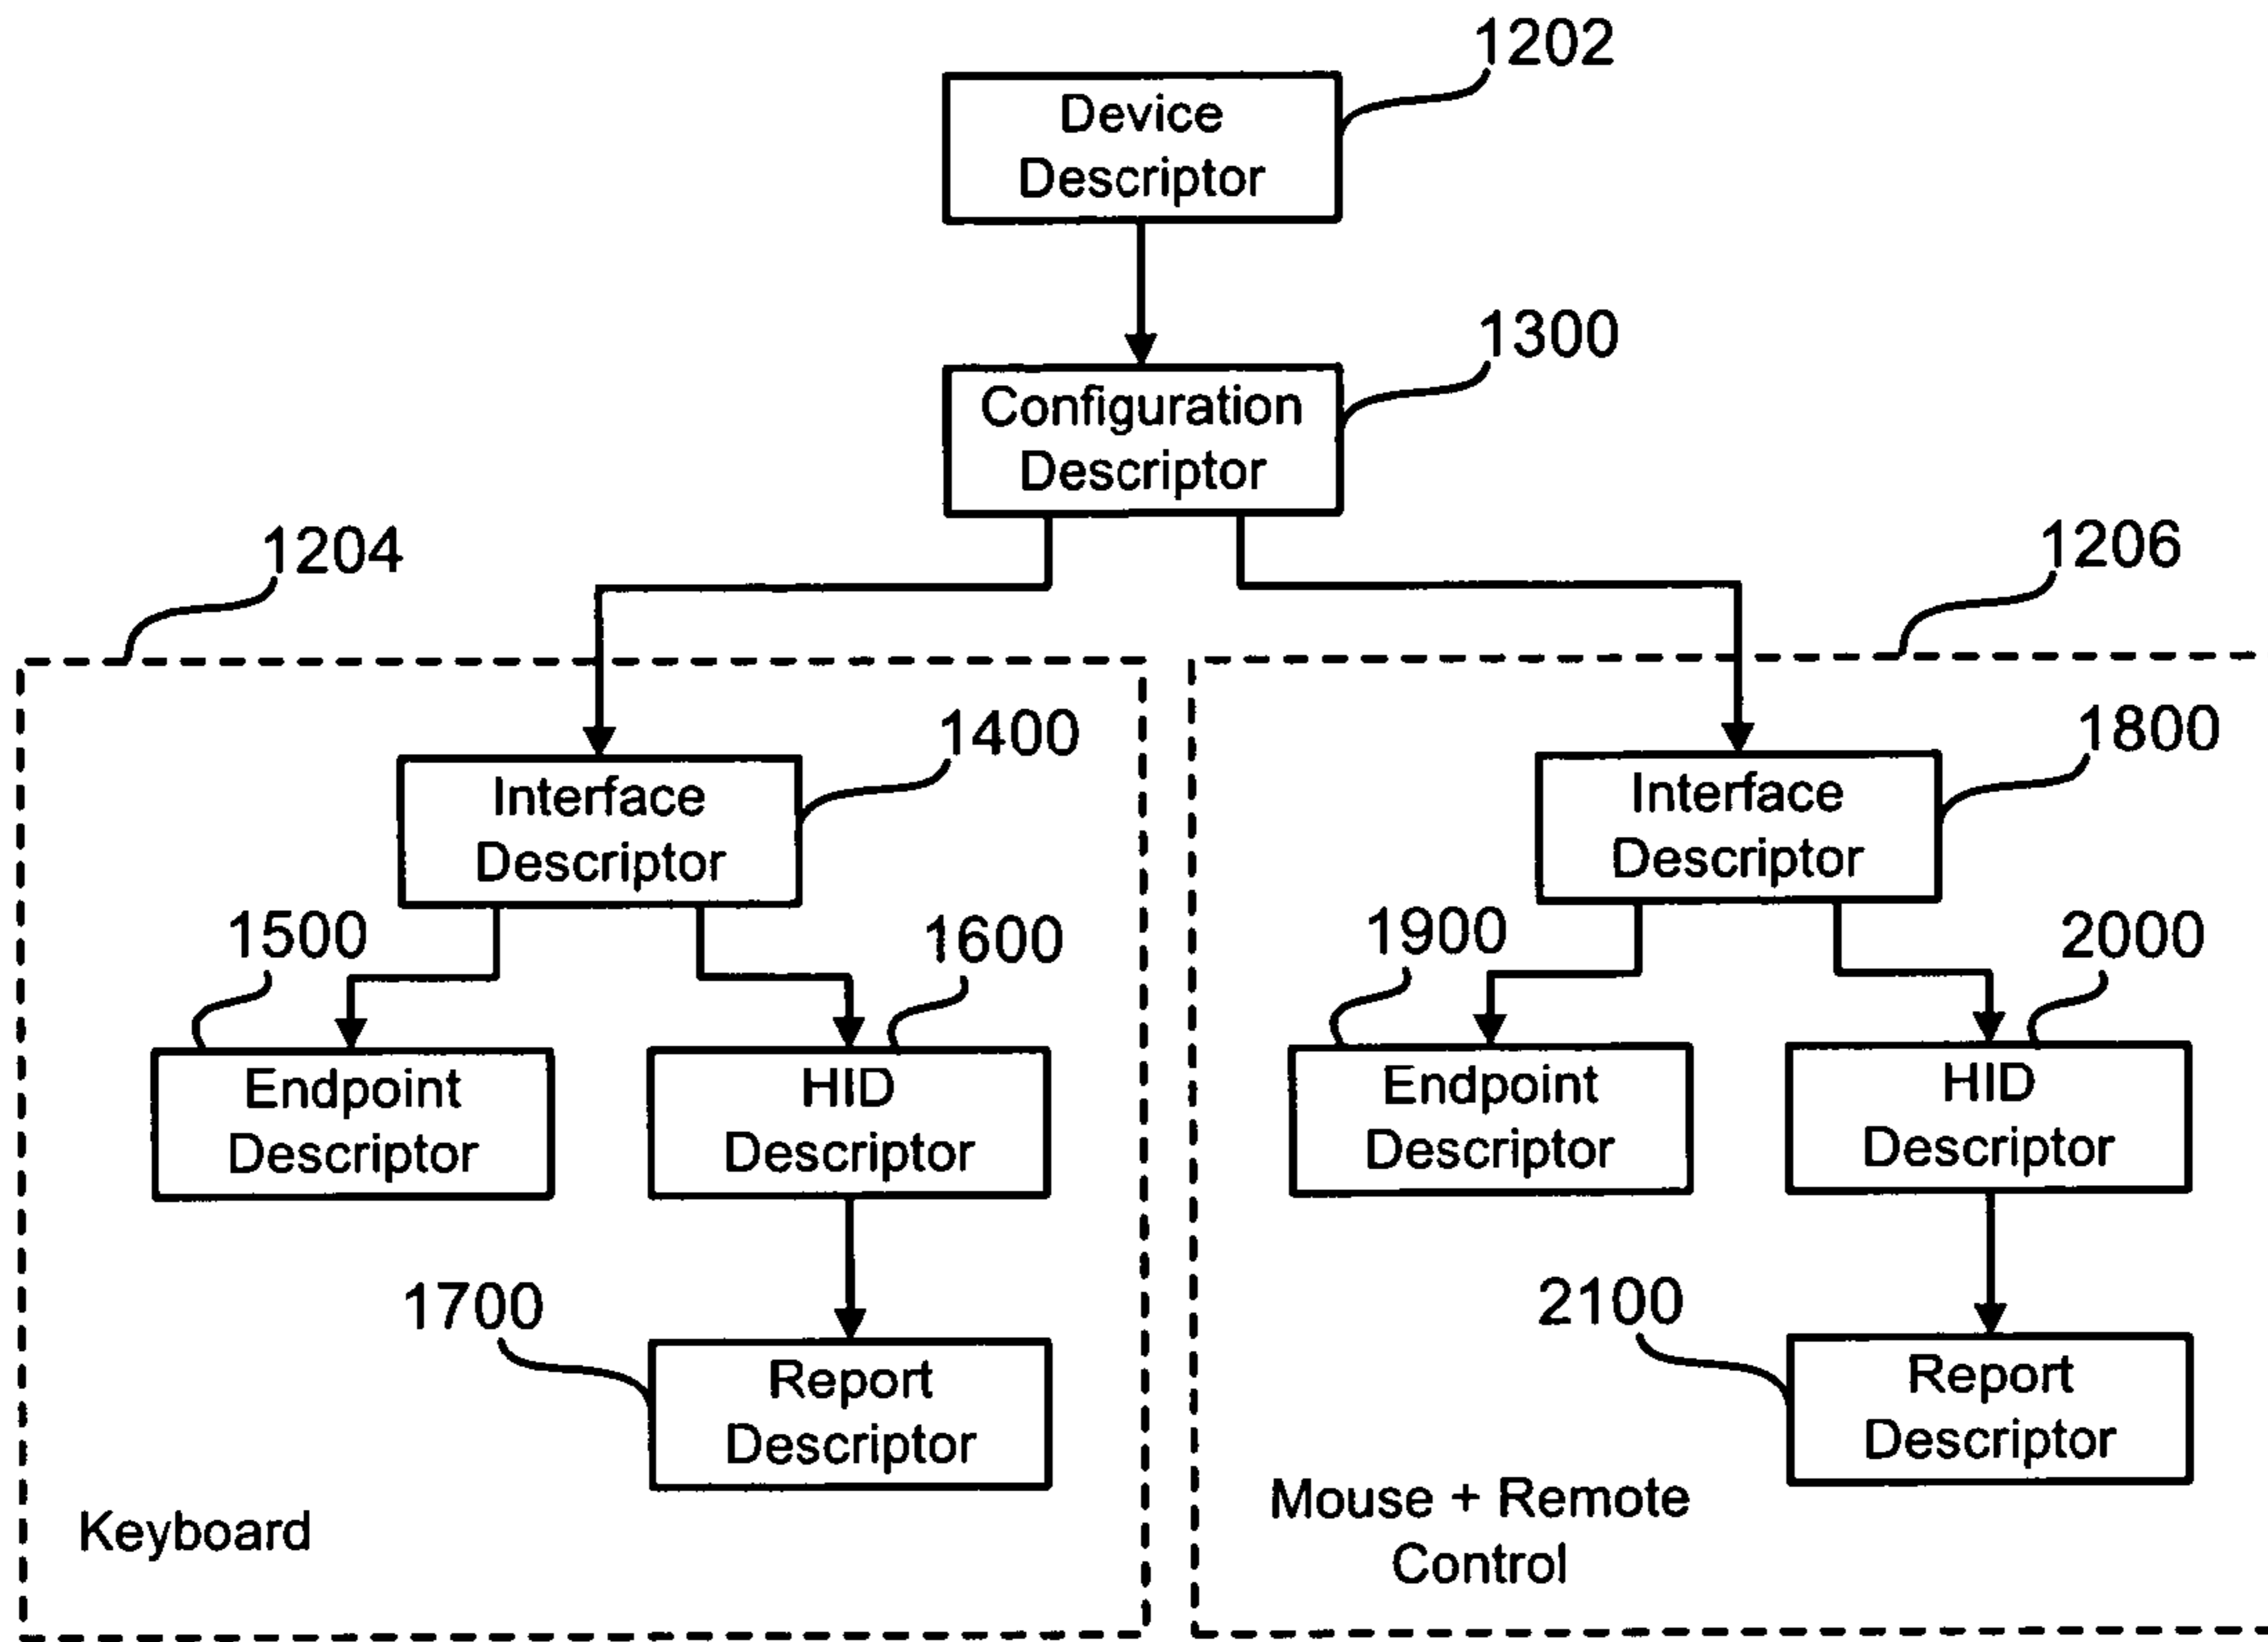 1202
Device
Descriptor
1300
Configuration
Descriptor
1204
1206
1400
Interface
Descriptor
1800
Interface
Descriptor
1500
1600
1900
2000
Endpoint
Descriptor
HID
Descriptor
Endpoint
Descriptor
HID
Descriptor
1700
Report
Descriptor
2100
Report
Descriptor
Keyboard
Mouse + Remote
Control